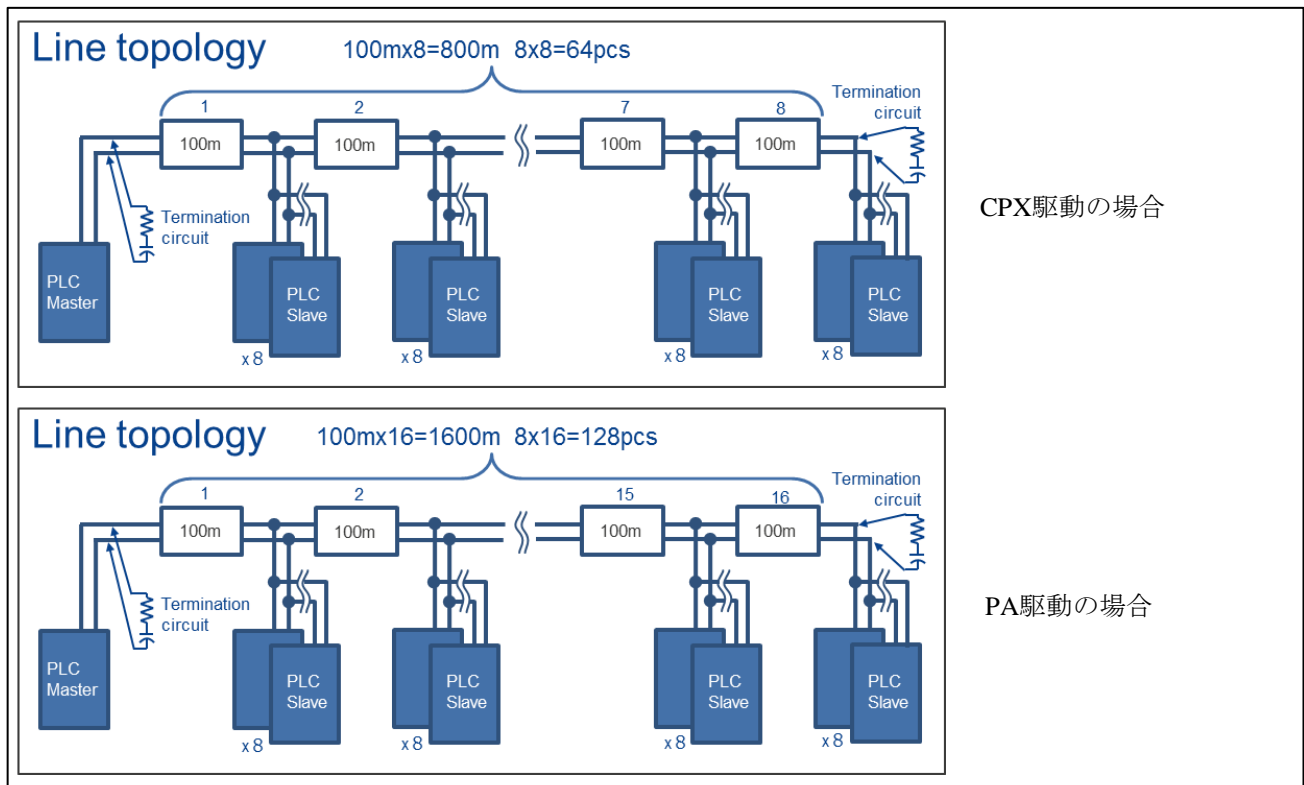 Line topology
100mx8=800m 8x8=64pcs
1
2
7
8
Termination
circuit
100m
100m
100m
100m
Termination
circuit
PLC
Master
PLC
Slave
PLC
Slave
PLC
Slave
PLC
Slave
x 8
x 8
x 8
x 8
CPX駆動の場合
Line topology
100mx16=1600m 8x16=128pcs
1
2
15
16
Termination
circuit
100m
100m
100m
100m
Termination
circuit
PLC
Master
PLC
Slave
PLC
Slave
PLC
Slave
PLC
Slave
x 8
x 8
x 8
x 8
PA駆動の場合